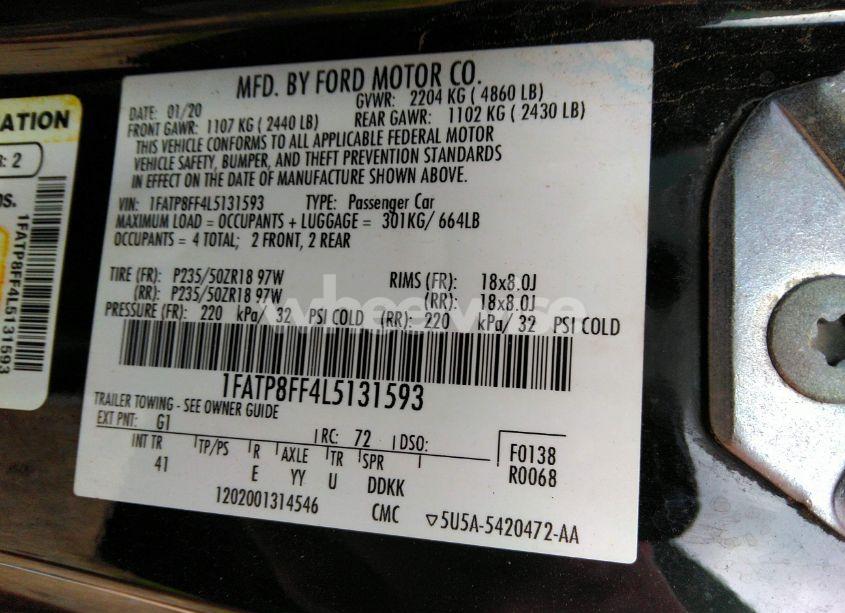 MFD. BY FORD MOTOR CO.
DATE: 01/20 GVWR: 2204 KG ( 4860 LB)
FRONT GAWR: 1107 KG ( 2440 LB) REAR GAWR: 1102 KG ( 2430 LB)
THIS VEHICLE CONFORMS TO ALL APPLICABLE FEDERAL MOTOR
VEHICLE SAFETY, BUMPER, AND THEFT PREVENTION STANDARDS
IN EFFECT ON THE DATE OF MANUFACTURE SHOWN ABOVE.
VIN: 1FATP8FF4L5131593 TYPE: Passenger Car
MAXIMUM LOAD = OCCUPANTS + LUGGAGE = 301KG/ 664LB
OCCUPANTS = 4 TOTAL; 2 FRONT, 2 REAR
TIRE (FR): P235/50ZR18 97W RIMS (FR): 18x8.0J
(RR): P235/50ZR18 97W (RR): 18x8.0J
PRESSURE (FR): 220 kPa/ 32 PSI COLD (RR): 220 kPa/ 32 PSI COLD
1FATP8FF4L5131593
TRAILER TOWING - SEE OWNER GUIDE
EXT PNT: G1 RC: 72 DSO:
INT TR TP/PS R AXLE TR SPR
41 E YY U DDKK
F0138
R0068
1202001314546 CMC ▽5U5A-5420472-AA
ATION
: 2
os.
1FATP8FF4L5131593